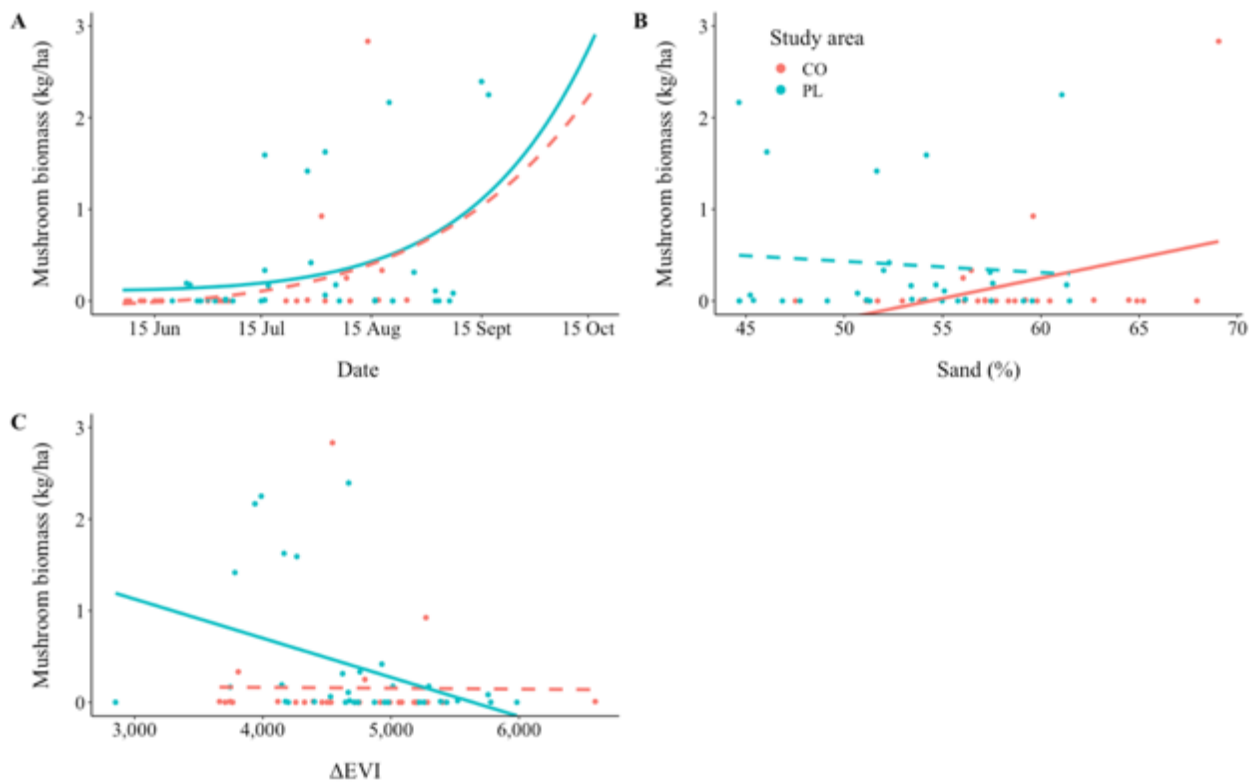 A
Mushroom biomass (kg/ha)
3
2
1
0
15 Jun 15 Jul 15 Aug 15 Sept 15 Oct
Date
B
Mushroom biomass (kg/ha)
Study area
CO
PL
3
2
1
0
45 50 55 60 65 70
Sand (%)
C
Mushroom biomass (kg/ha)
3
2
1
0
3,000 4,000 5,000 6,000
ΔEVI